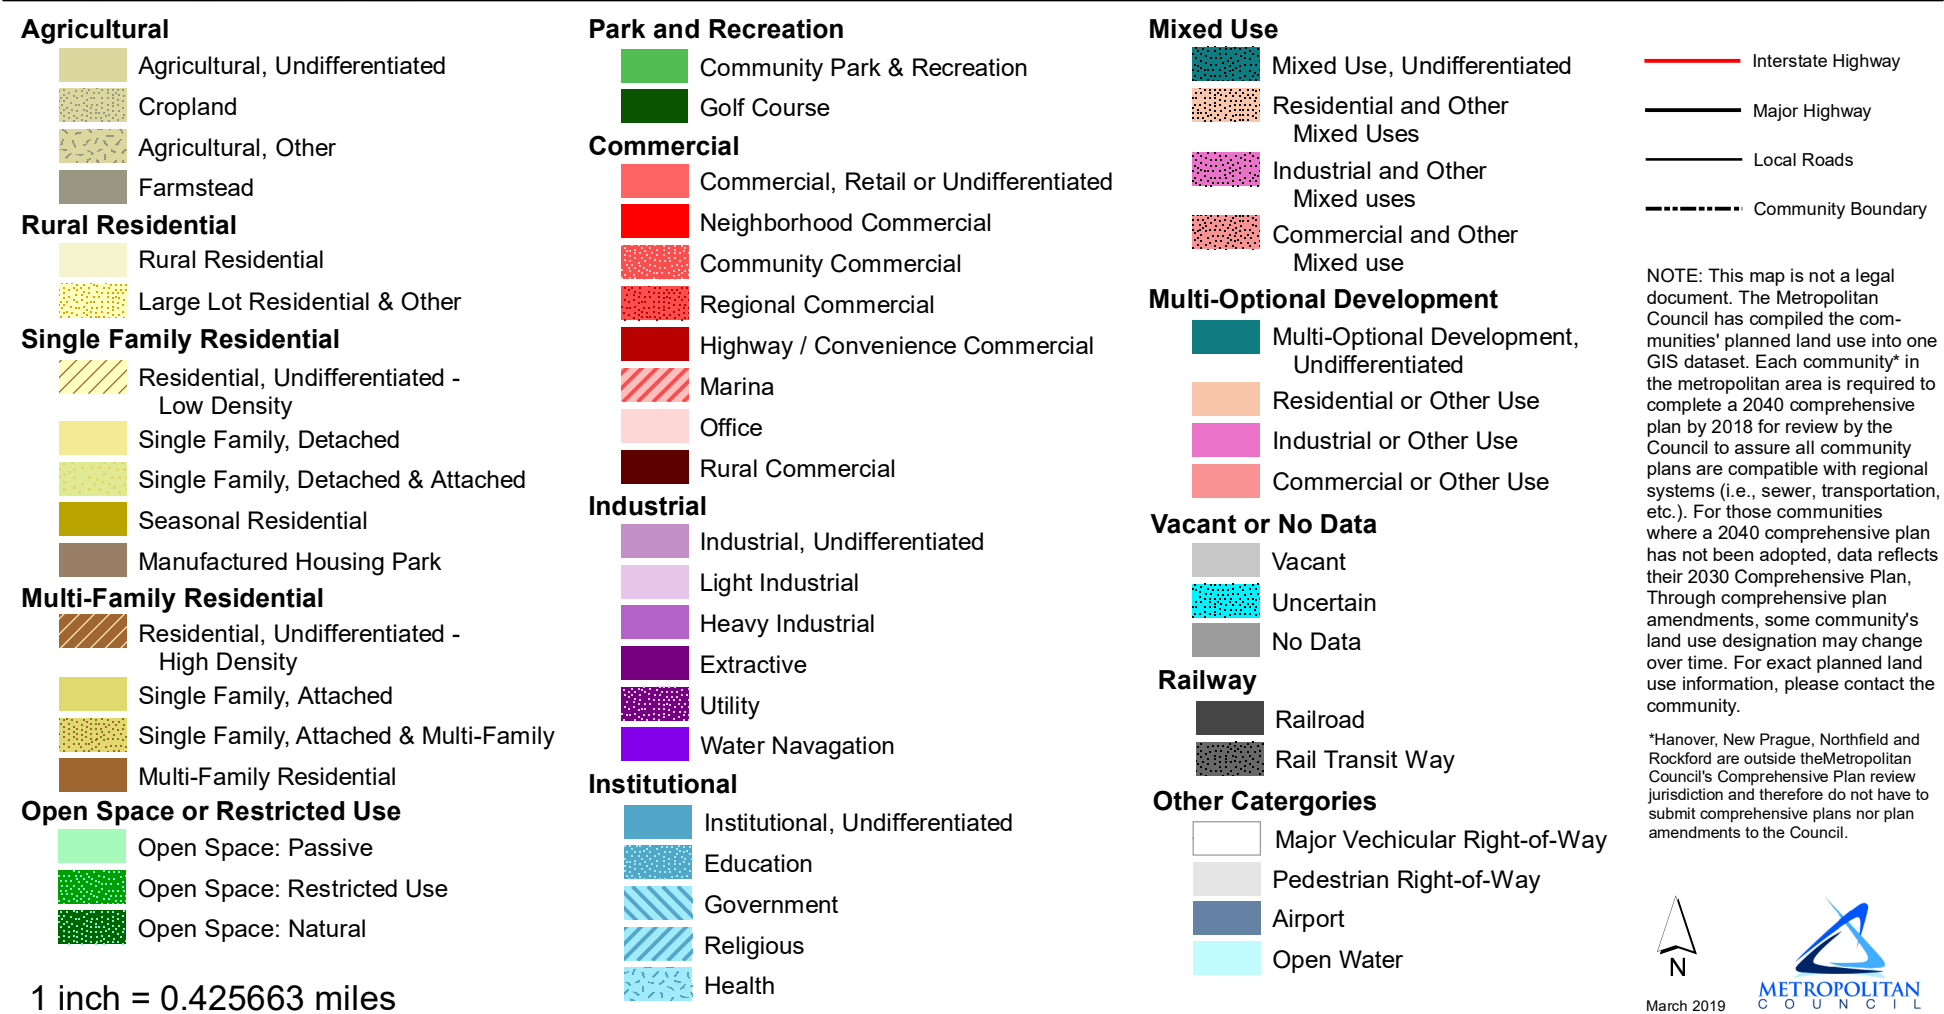 Agricultural
Agricultural, Undifferentiated
Cropland
Agricultural, Other
Farmstead
Rural Residential
Rural Residential
Large Lot Residential & Other
Single Family Residential
Residential, Undifferentiated -
Low Density
Single Family, Detached
Single Family, Detached & Attached
Seasonal Residential
Manufactured Housing Park
Multi-Family Residential
Residential, Undifferentiated -
High Density
Single Family, Attached
Single Family, Attached & Multi-Family
Multi-Family Residential
Open Space or Restricted Use
Open Space: Passive
Open Space: Restricted Use
Open Space: Natural
1 inch = 0.425663 miles
Park and Recreation
Community Park & Recreation
Golf Course
Commercial
Commercial, Retail or Undifferentiated
Neighborhood Commercial
Community Commercial
Regional Commercial
Highway / Convenience Commercial
Marina
Office
Rural Commercial
Industrial
Industrial, Undifferentiated
Light Industrial
Heavy Industrial
Extractive
Utility
Water Navagation
Institutional
Institutional, Undifferentiated
Education
Government
Religious
Health
Mixed Use
Mixed Use, Undifferentiated
Residential and Other
Mixed Uses
Industrial and Other
Mixed uses
Commercial and Other
Mixed use
Multi-Optional Development
Multi-Optional Development,
Undifferentiated
Residential or Other Use
Industrial or Other Use
Commercial or Other Use
Vacant or No Data
Vacant
Uncertain
No Data
Railway
Railroad
Rail Transit Way
Other Catergories
Major Vechicular Right-of-Way
Pedestrian Right-of-Way
Airport
Open Water
Interstate Highway
Major Highway
Local Roads
Community Boundary
NOTE: This map is not a legal
document. The Metropolitan
Council has compiled the com-
munities' planned land use into one
GIS dataset. Each community* in
the metropolitan area is required to
complete a 2040 comprehensive
plan by 2018 for review by the
Council to assure all community
plans are compatible with regional
systems (i.e., sewer, transportation,
etc.). For those communities
where a 2040 comprehensive plan
has not been adopted, data reflects
their 2030 Comprehensive Plan,
Through comprehensive plan
amendments, some community's
land use designation may change
over time. For exact planned land
use information, please contact the
community.
*Hanover, New Prague, Northfield and
Rockford are outside theMetropolitan
Council's Comprehensive Plan review
jurisdiction and therefore do not have to
submit comprehensive plans nor plan
amendments to the Council.
N
March 2019
METROPOLITAN
COUNCIL